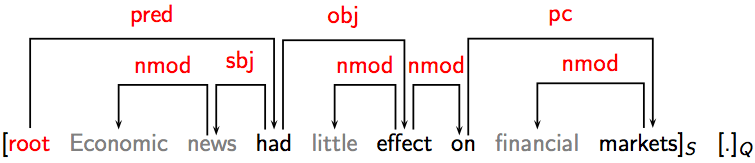 pred obj pc
nmod sbj nmod nmod nmod
[root Economic news had little effect on financial markets]S [.]Q